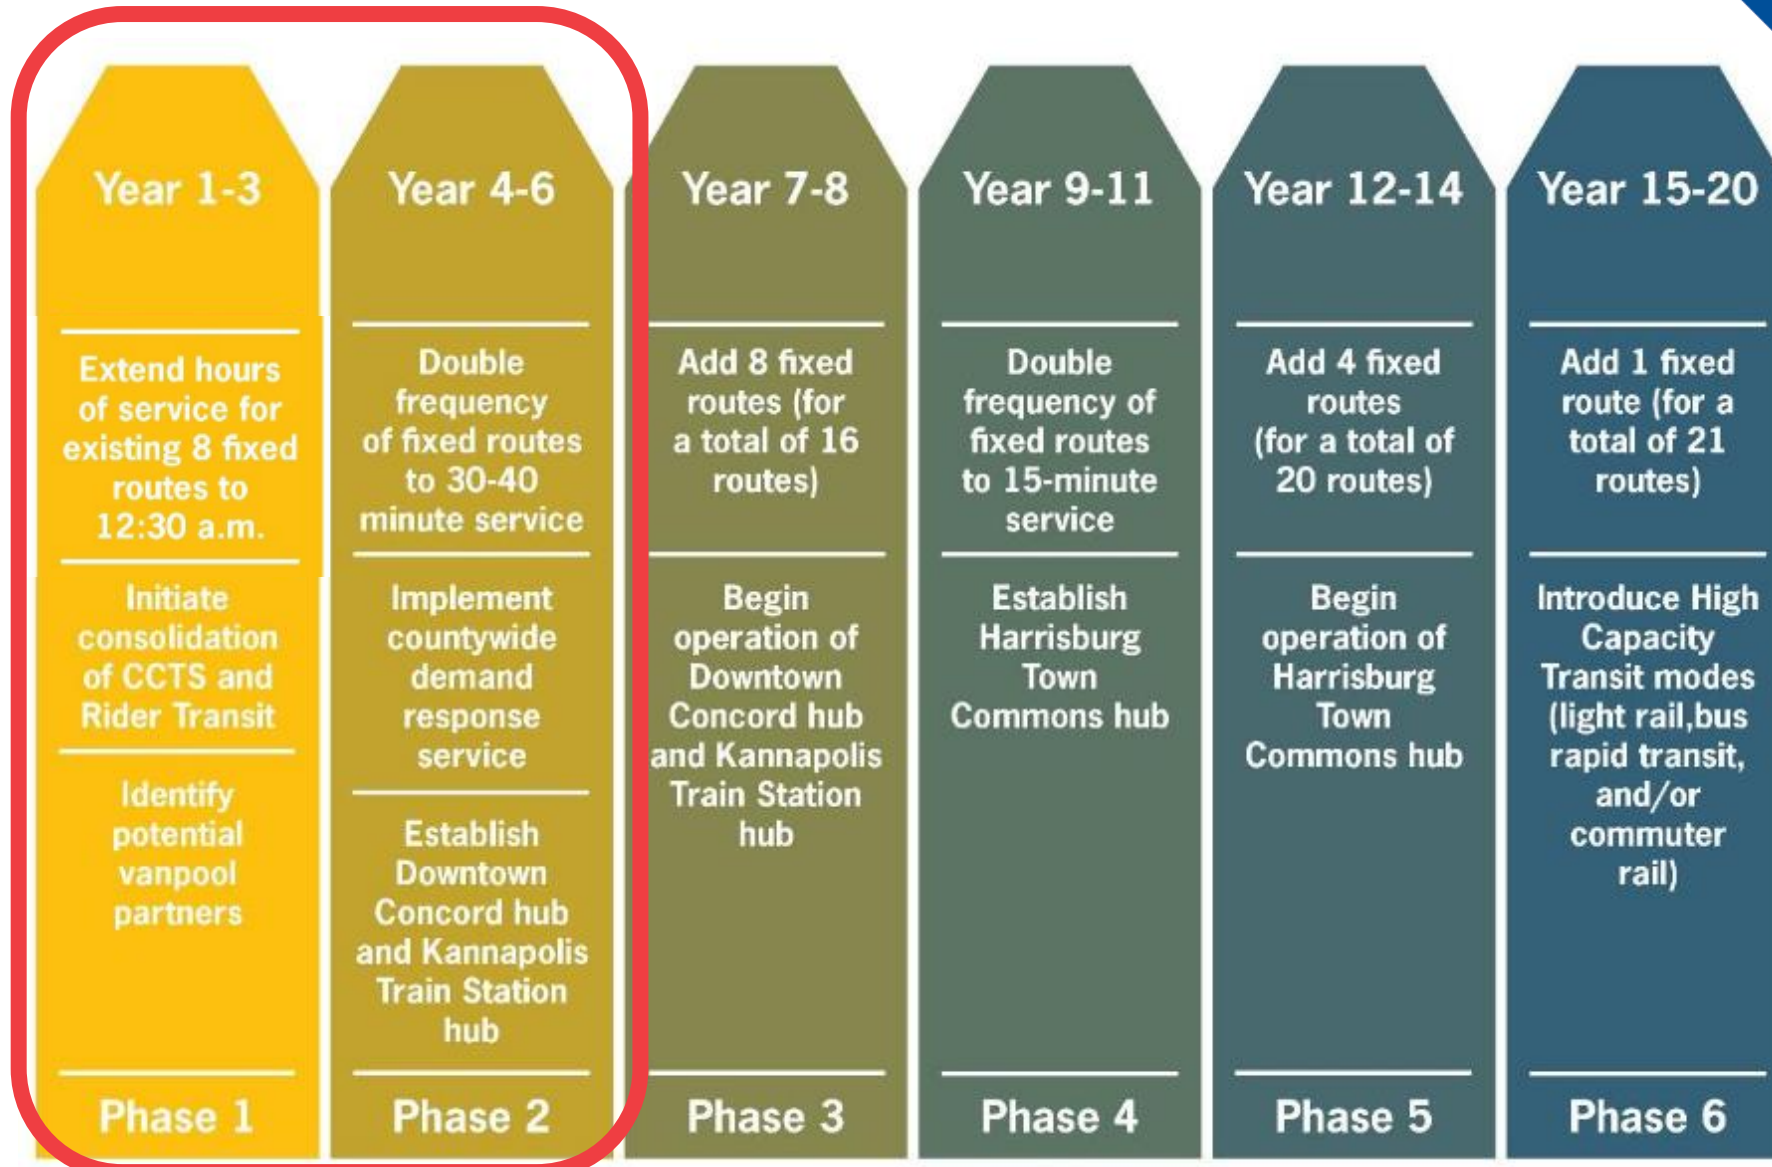 Year 1-3
Extend hours
of service for
existing 8 fixed
routes to
12:30 a.m.
Initiate
consolidation
of CCTS and
Rider Transit
Identify
potential
vanpool
partners
Phase 1
Year 4-6
Double
frequency
of fixed routes
to 30-40
minute service
Implement
countywide
demand
response
service
Establish
Downtown
Concord hub
and Kannapolis
Train Station
hub
Phase 2
Year 7-8
Add 8 fixed
routes (for
a total of 16
routes)
Begin
operation of
Downtown
Concord hub
and Kannapolis
Train Station
hub
Phase 3
Year 9-11
Double
frequency of
fixed routes
to 15-minute
service
Establish
Harrisburg
Town
Commons hub
Phase 4
Year 12-14
Add 4 fixed
routes
(for a total of
20 routes)
Begin
operation of
Harrisburg
Town
Commons hub
Phase 5
Year 15-20
Add 1 fixed
route (for a
total of 21
routes)
Introduce High
Capacity
Transit modes
(light rail,bus
rapid transit,
and/or
commuter
rail)
Phase 6